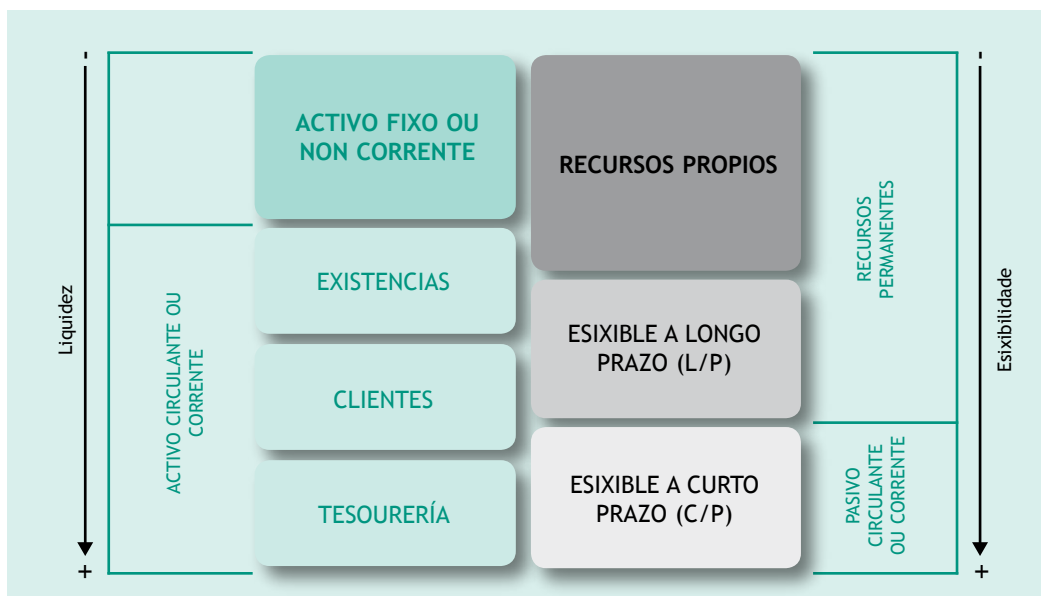 -
Liquidez
+
ACTIVO CIRCULANTE OU
CORRENTE
ACTIVO FIXO OU
NON CORRENTE
EXISTENCIAS
CLIENTES
TESOURERÍA
RECURSOS PROPIOS
ESIXIBLE A LONGO
PRAZO (L/P)
ESIXIBLE A CURTO
PRAZO (C/P)
RECURSOS
PERMANENTES
PASIVO
CIRCULANTE
OU CORRENTE
-
Esixibilidade
+